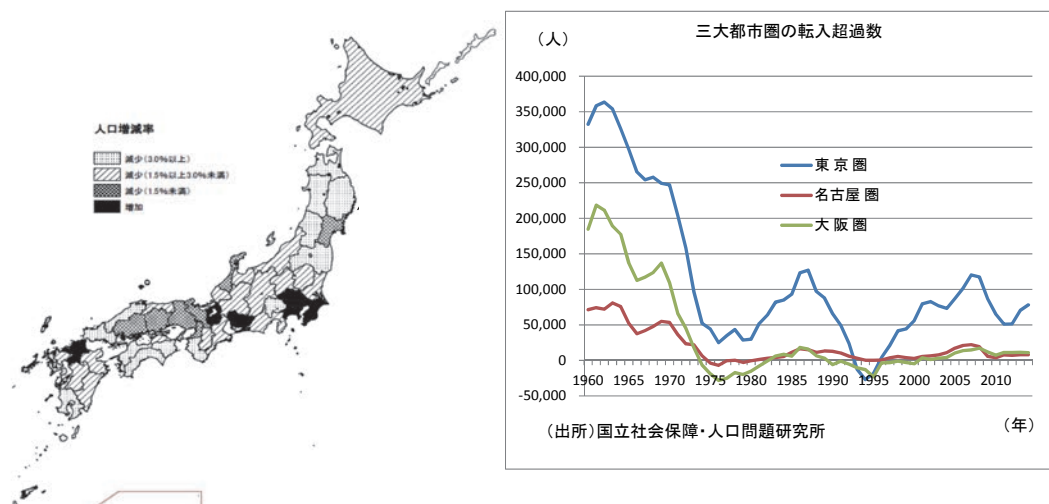 人口増減率
減少(3.0%以上)
減少(1.5%以上3.0%未満)
減少(1.5%未満)
増加
三大都市圏の転入超過数
(人)
400,000
350,000
300,000
250,000
200,000
150,000
100,000
50,000
0
-50,000
東 京 圏
名古屋 圏
大 阪 圏
1960 1965 1970 1975 1980 1985 1990 1995 2000 2005 2010
(年)
(出所)国立社会保障・人口問題研究所